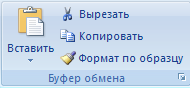 Вырезать
Копировать
Формат по образцу
Вставить
Буфер обмена